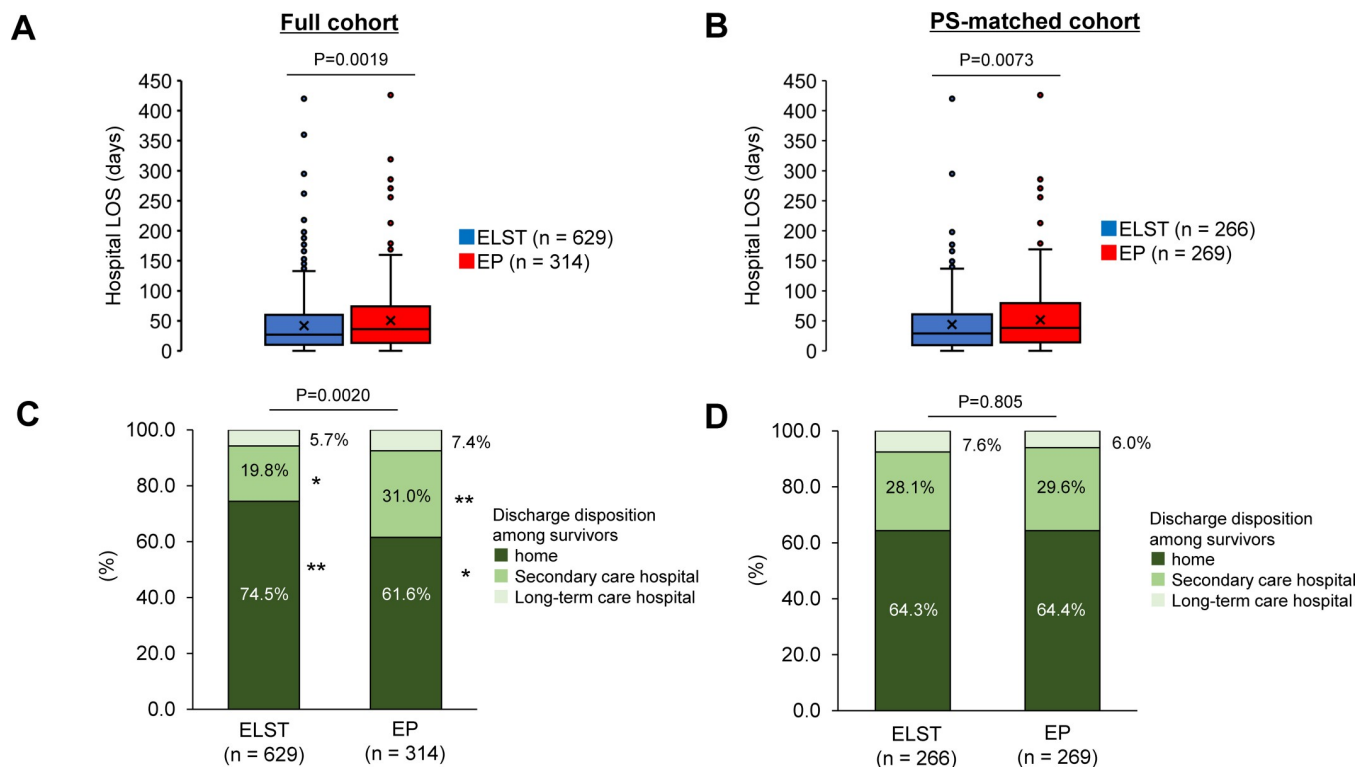 A
Full cohort
P=0.0019
Hospital LOS (days)
450
400
350
300
250
200
150
100
50
0
ELST (n = 629)
EP (n = 314)
B
PS-matched cohort
P=0.0073
Hospital LOS (days)
450
400
350
300
250
200
150
100
50
0
ELST (n = 266)
EP (n = 269)
C
P=0.0020
(%)
100.0
80.0
60.0
40.0
20.0
0.0
5.7%
19.8%
*
74.5%
**
7.4%
31.0%
**
61.6%
*
ELST
(n = 629)
EP
(n = 314)
Discharge disposition
among survivors
home
Secondary care hospital
Long-term care hospital
D
P=0.805
(%)
100.0
80.0
60.0
40.0
20.0
0.0
7.6%
28.1%
64.3%
6.0%
29.6%
64.4%
ELST
(n = 266)
EP
(n = 269)
Discharge disposition
among survivors
home
Secondary care hospital
Long-term care hospital